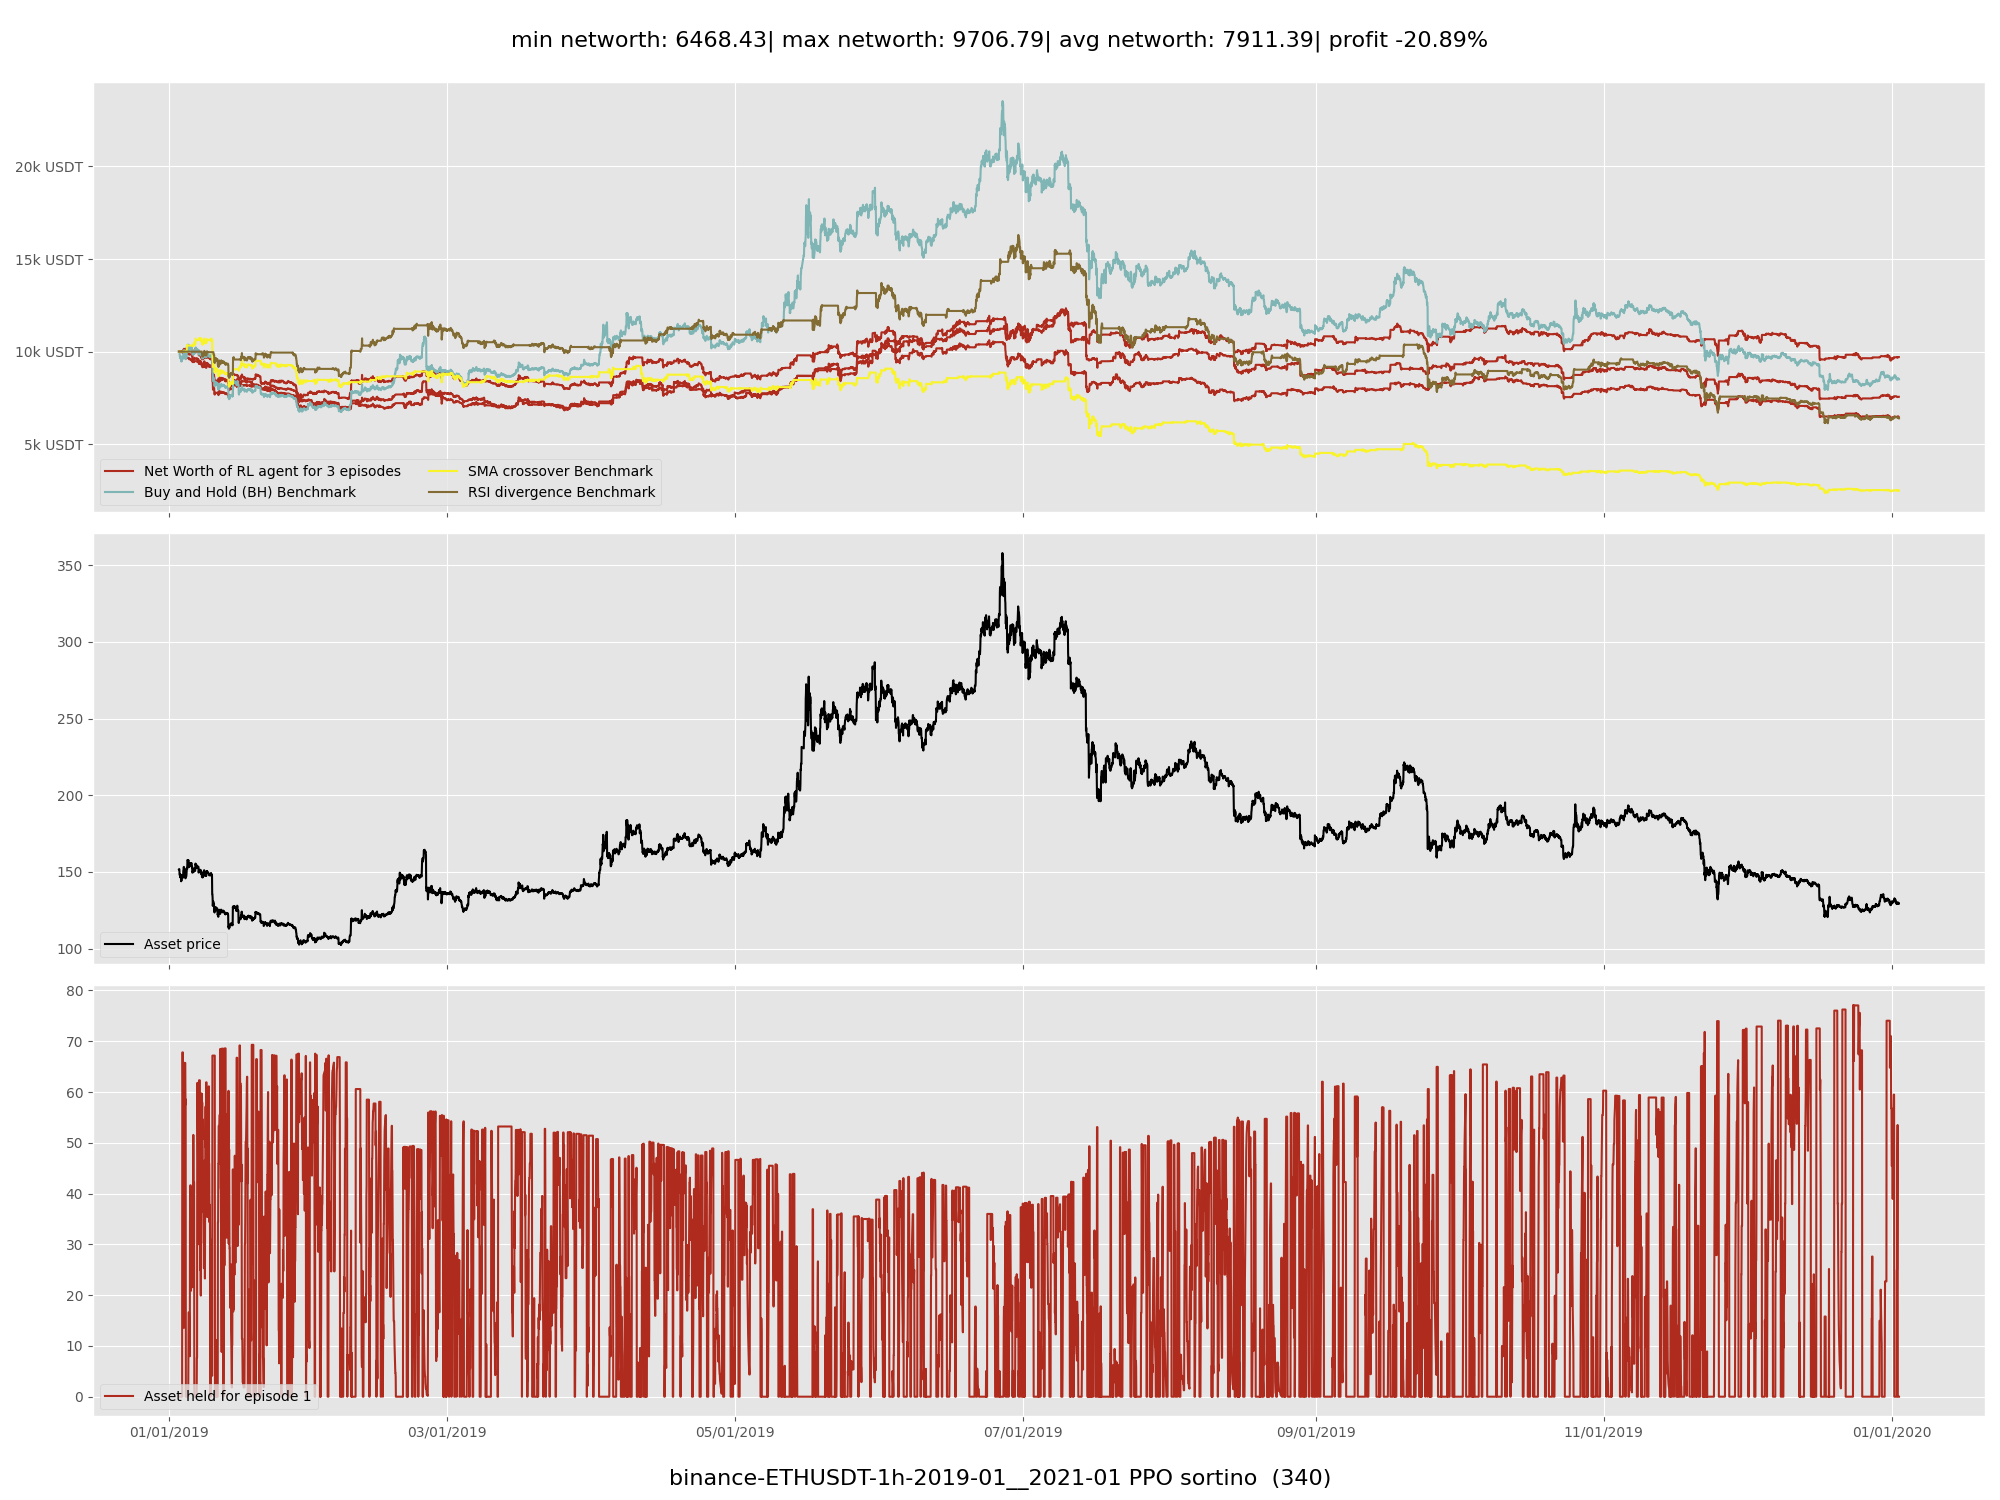 min networth: 6468.43| max networth: 9706.79| avg networth: 7911.39| profit -20.89%
20k USDT
15k USDT
10k USDT
5k USDT
Net Worth of RL agent for 3 episodes
Buy and Hold (BH) Benchmark
SMA crossover Benchmark
RSI divergence Benchmark
350
300
250
200
150
100
Asset price
80
70
60
50
40
30
20
10
0
Asset held for episode 1
01/01/2019 03/01/2019 05/01/2019 07/01/2019 09/01/2019 11/01/2019 01/01/2020
binance-ETHUSDT-1h-2019-01__2021-01 PPO sortino (340)